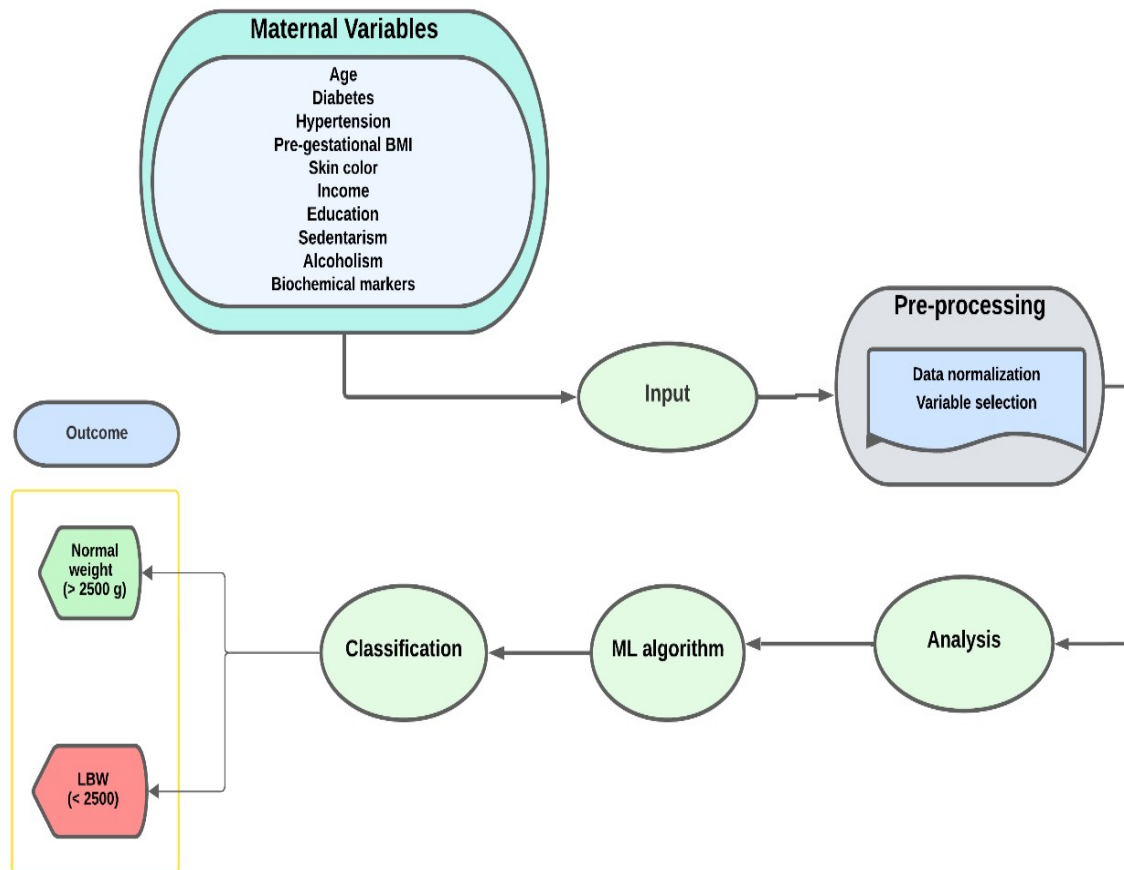 Maternal Variables
Age
Diabetes
Hypertension
Pre-gestational BMI
Skin color
Income
Education
Sedentarism
Alcoholism
Biochemical markers
Input
Pre-processing
Data normalization
Variable selection
Outcome
Normal
weight
(> 2500 g)
LBW
(< 2500)
Classification
ML algorithm
Analysis